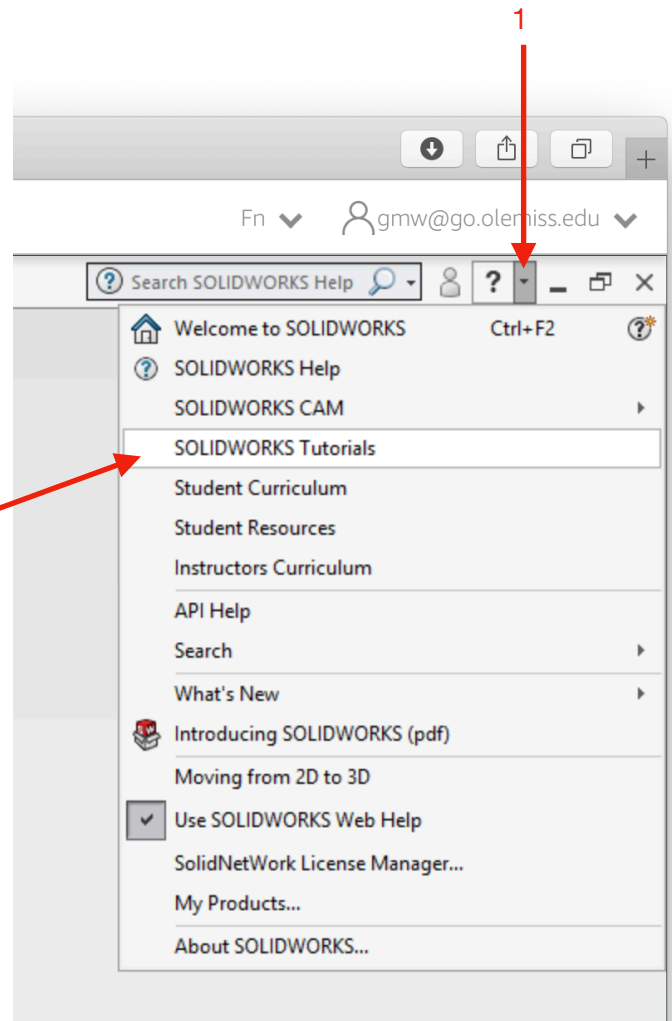 1
Fn gmw@go.olemiss.edu
Search SOLIDWORKS Help ?
Welcome to SOLIDWORKS Ctrl+F2
SOLIDWORKS Help
SOLIDWORKS CAM
SOLIDWORKS Tutorials
Student Curriculum
Student Resources
Instructors Curriculum
API Help
Search
What's New
Introducing SOLIDWORKS (pdf)
Moving from 2D to 3D
Use SOLIDWORKS Web Help
SolidNetWork License Manager...
My Products...
About SOLIDWORKS...